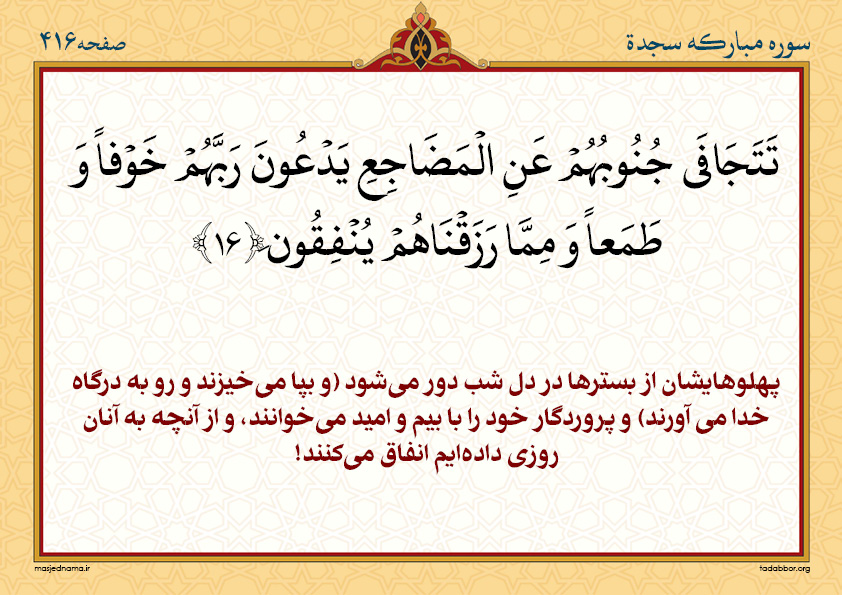 سوره مبارکه سجدة
صفحه۴۱۶
تَتَجَافَی جُنُوبُهُمْ عَنِ الْمَضَاجِعِ يَدْعُونَ رَبَّهُمْ خَوْفاً وَ
طَمَعاً وَ مِمَّا رَزَقْنَاهُمْ يُنْفِقُون﴿۱۶﴾
پهلوهایشان از بسترها در دل شب دور می‌شود (و بپا می‌خیزند و رو به درگاه
خدا می آورند) و پروردگار خود را با بیم و امید می‌خوانند، و از آنچه به آنان
روزی داده‌ایم انفاق می‌کنند!
masjednama.ir
tadabbor.org